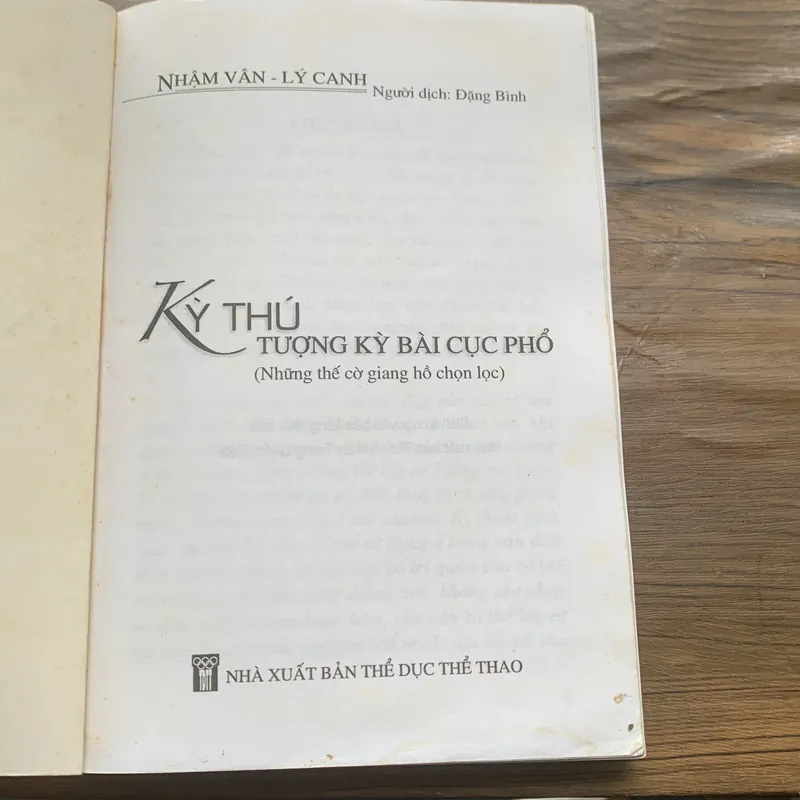 NHẬM VÂN - LÝ CANH
Người dịch: Đặng Bình
KỲ THÚ
TƯỢNG KỲ BÀI CỤC PHỔ
(Những thế cờ giang hồ chọn lọc)
NHÀ XUẤT BẢN THỂ DỤC THỂ THAO